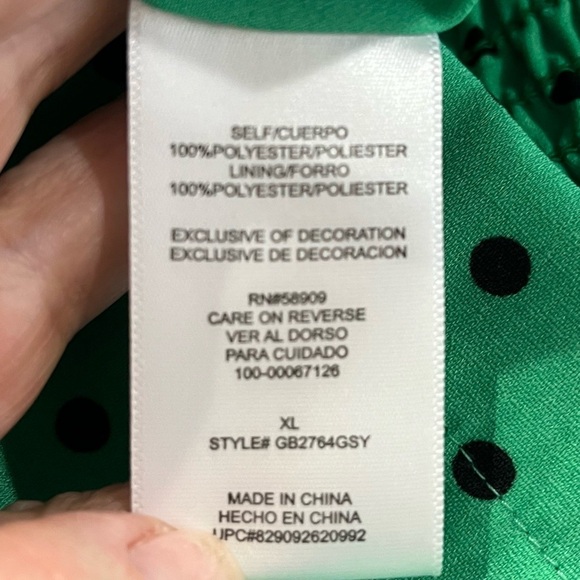 SELF/CUERPO
100%POLYESTER/POLIESTER
LINING/FORRO
100%POLYESTER/POLIESTER
EXCLUSIVE OF DECORATION
EXCLUSIVE DE DECORACION
RN#58909
CARE ON REVERSE
VER AL DORSO
PARA CUIDADO
100-00067126
XL
STYLE# GB2764GSY
MADE IN CHINA
HECHO EN CHINA
UPC#829092620992